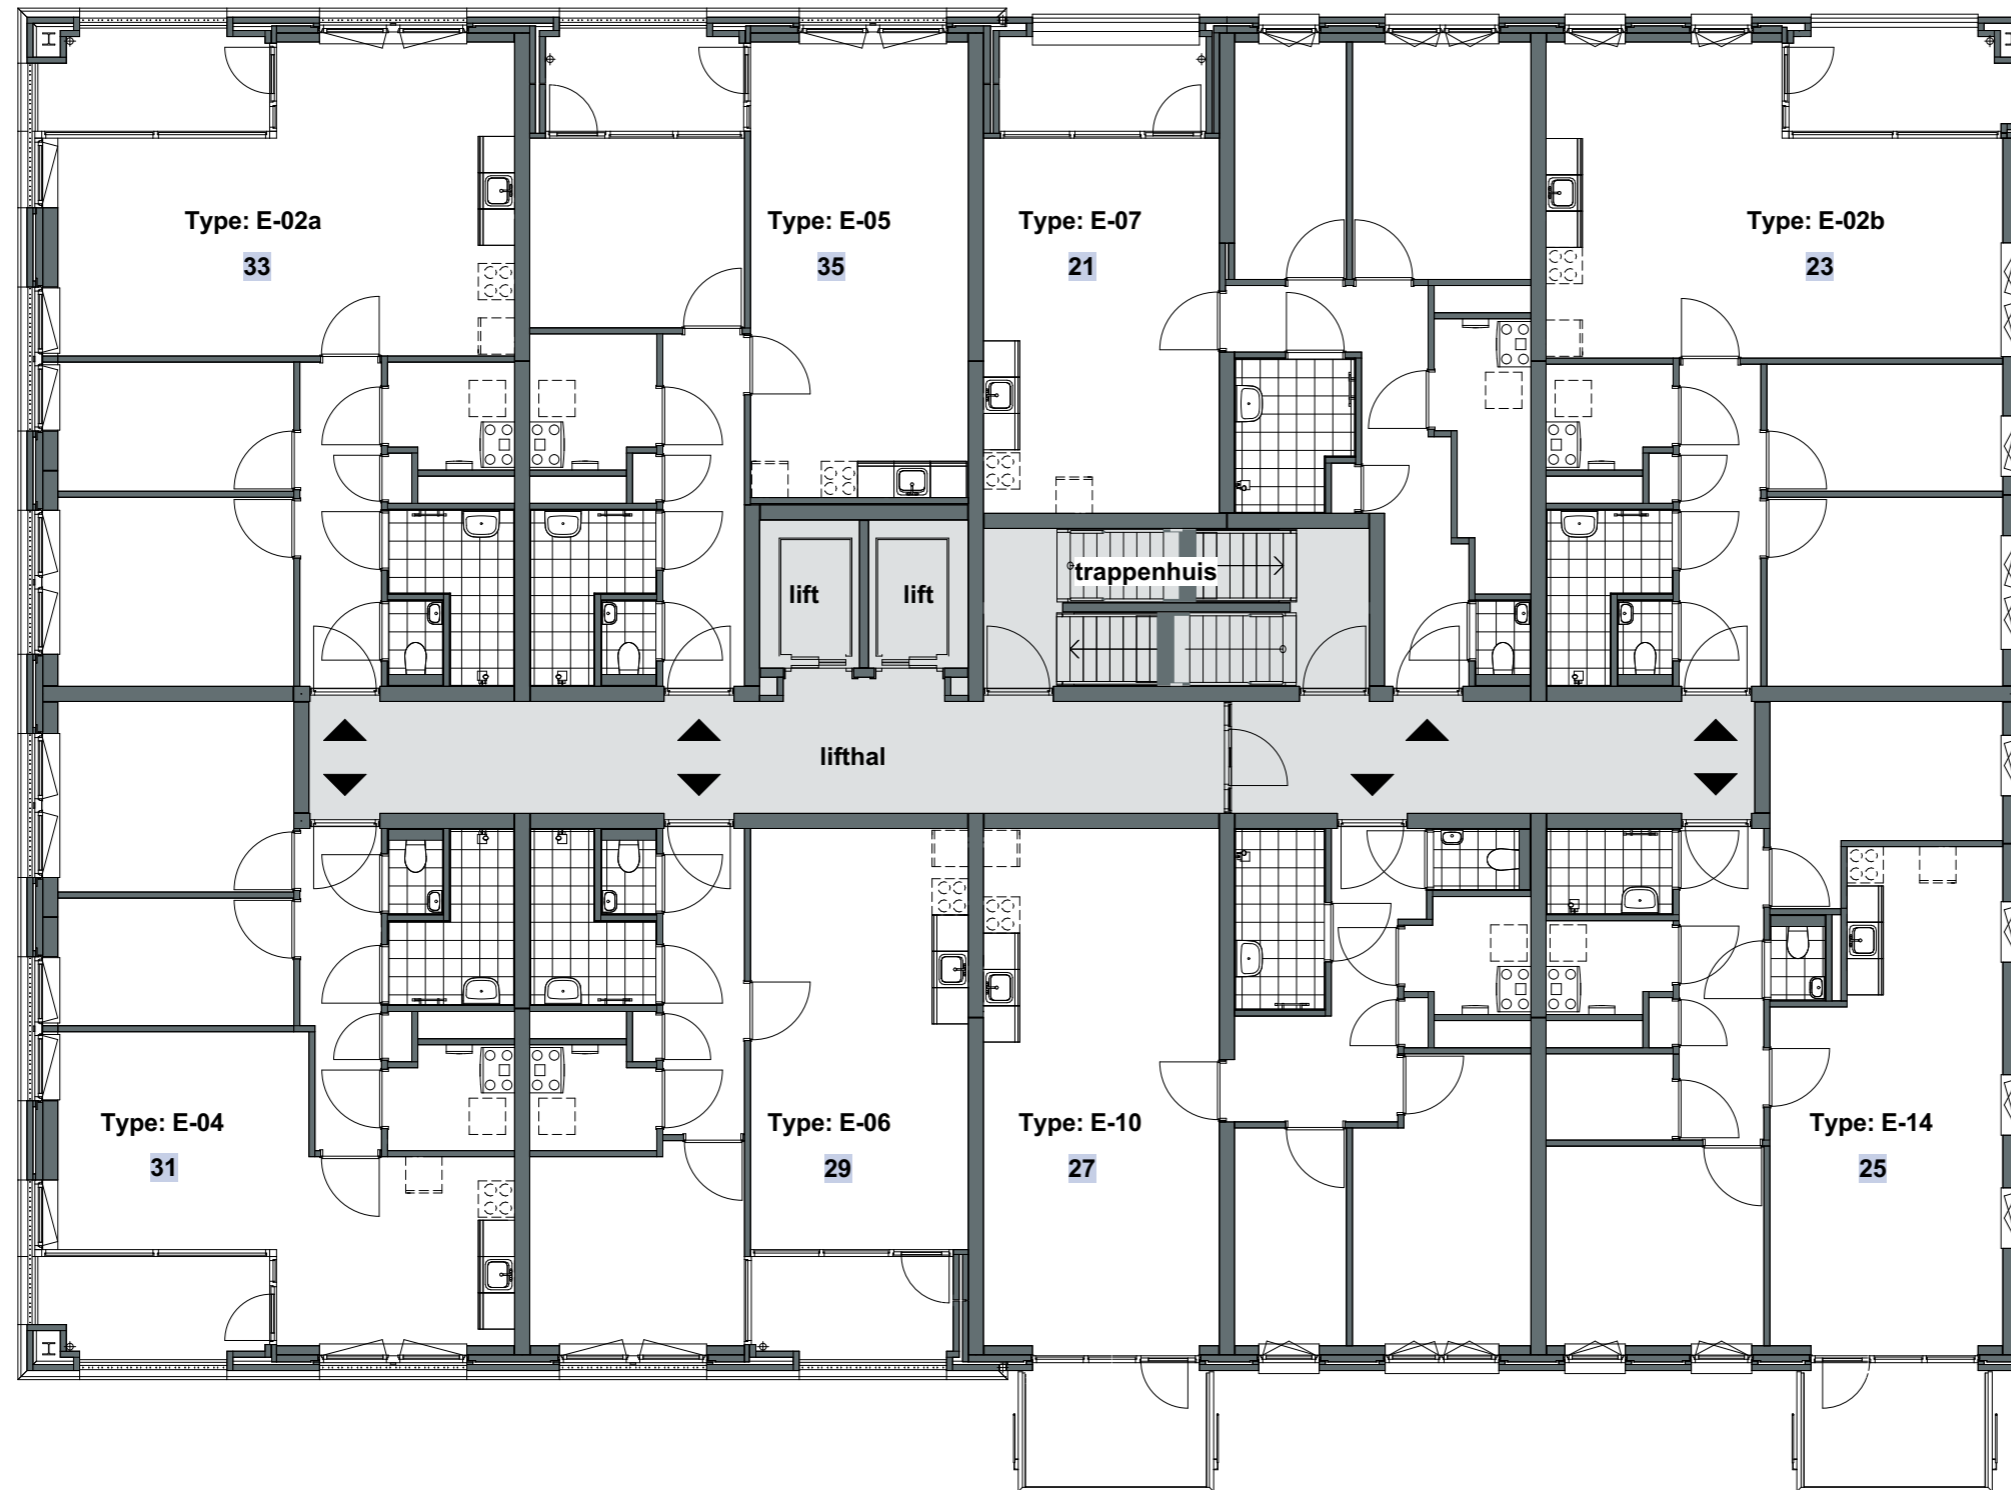 Type: E-02a
33
Type: E-05
35
Type: E-07
21
Type: E-02b
23
lift
lift
trappenhuis
lifthal
Type: E-04
31
Type: E-06
29
Type: E-10
27
Type: E-14
25